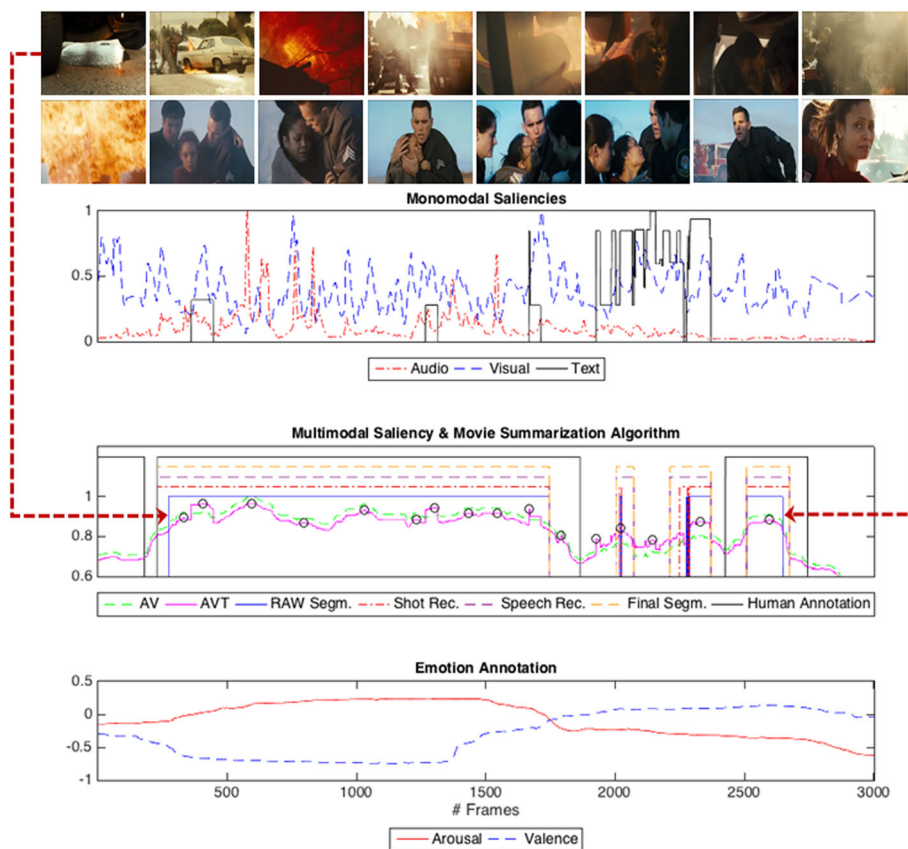 Monomodal Saliencies
1
0.5
0
Audio Visual Text
Multimodal Saliency & Movie Summarization Algorithm
1
0.8
0.6
AV AVT RAW Segm. Shot Rec. Speech Rec. Final Segm. Human Annotation
Emotion Annotation
0.5
0
-0.5
-1
500 1000 1500 2000 2500 3000
# Frames
Arousal Valence